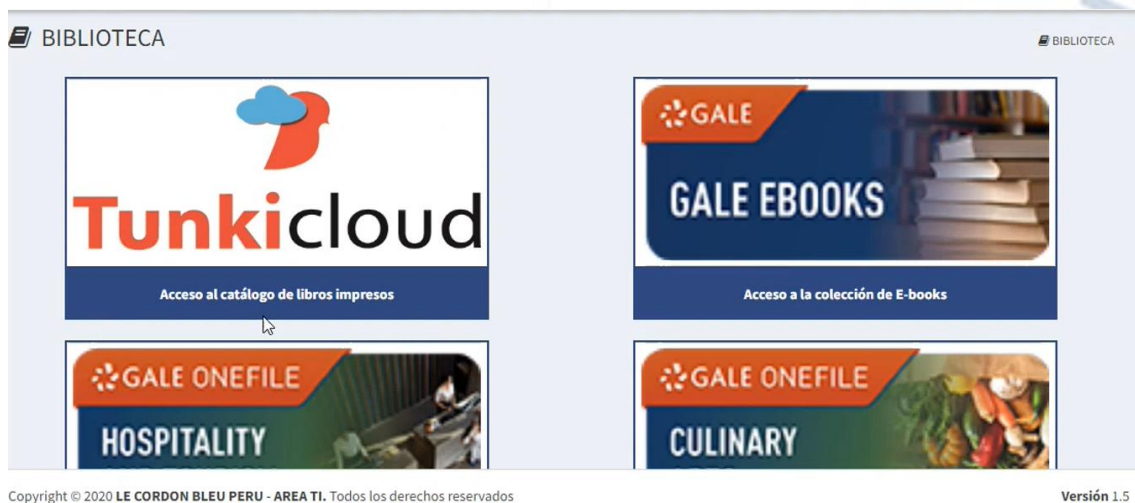 BIBLIOTECA
BIBLIOTECA
Tunkicloud
Acceso al catálogo de libros impresos
GALE
GALE EBOOKS
Acceso a la colección de E-books
GALE ONEFILE
HOSPITALITY
GALE ONEFILE
CULINARY
Copyright © 2020 LE CORDON BLEU PERU - AREA TI. Todos los derechos reservados
Versión 1.5